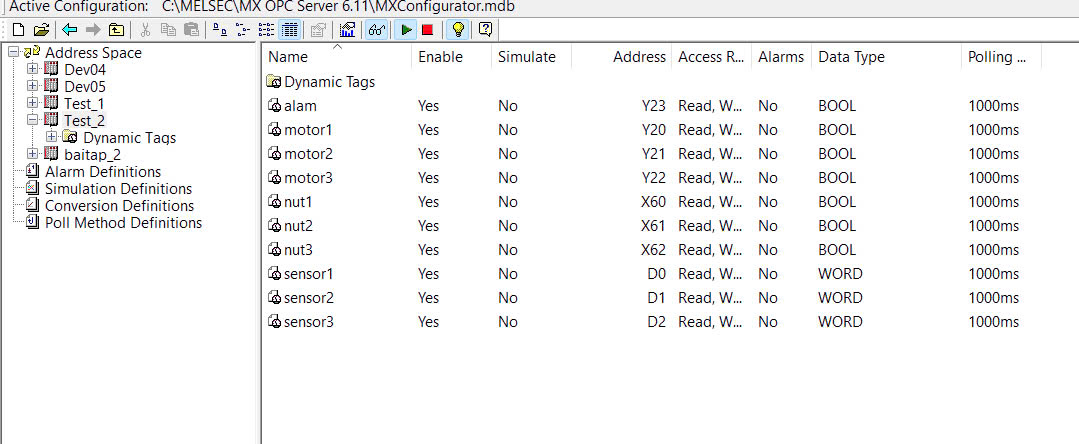 Active Configuration: C:\MELSEC\MX OPC Server 6.11\MXConfigurator.mdb
Address Space
Dev04
Dev05
Test_1
Test_2
Dynamic Tags
baitap_2
Alarm Definitions
Simulation Definitions
Conversion Definitions
Poll Method Definitions
Name Enable Simulate Address Access R... Alarms Data Type Polling ...
Dynamic Tags
alam Yes No Y23 Read, W... No BOOL 1000ms
motor1 Yes No Y20 Read, W... No BOOL 1000ms
motor2 Yes No Y21 Read, W... No BOOL 1000ms
motor3 Yes No Y22 Read, W... No BOOL 1000ms
nut1 Yes No X60 Read, W... No BOOL 1000ms
nut2 Yes No X61 Read, W... No BOOL 1000ms
nut3 Yes No X62 Read, W... No BOOL 1000ms
sensor1 Yes No D0 Read, W... No WORD 1000ms
sensor2 Yes No D1 Read, W... No WORD 1000ms
sensor3 Yes No D2 Read, W... No WORD 1000ms